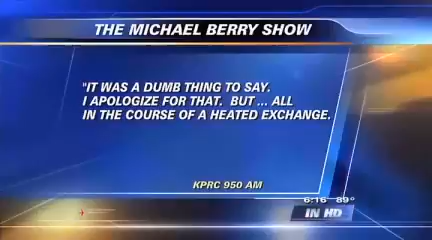 THE MICHAEL BERRY SHOW
"IT WAS A DUMB THING TO SAY.
I APOLOGIZE FOR THAT. BUT ... ALL
IN THE COURSE OF A HEATED EXCHANGE.
KPRC 950 AM
6:16 89°
IN HD